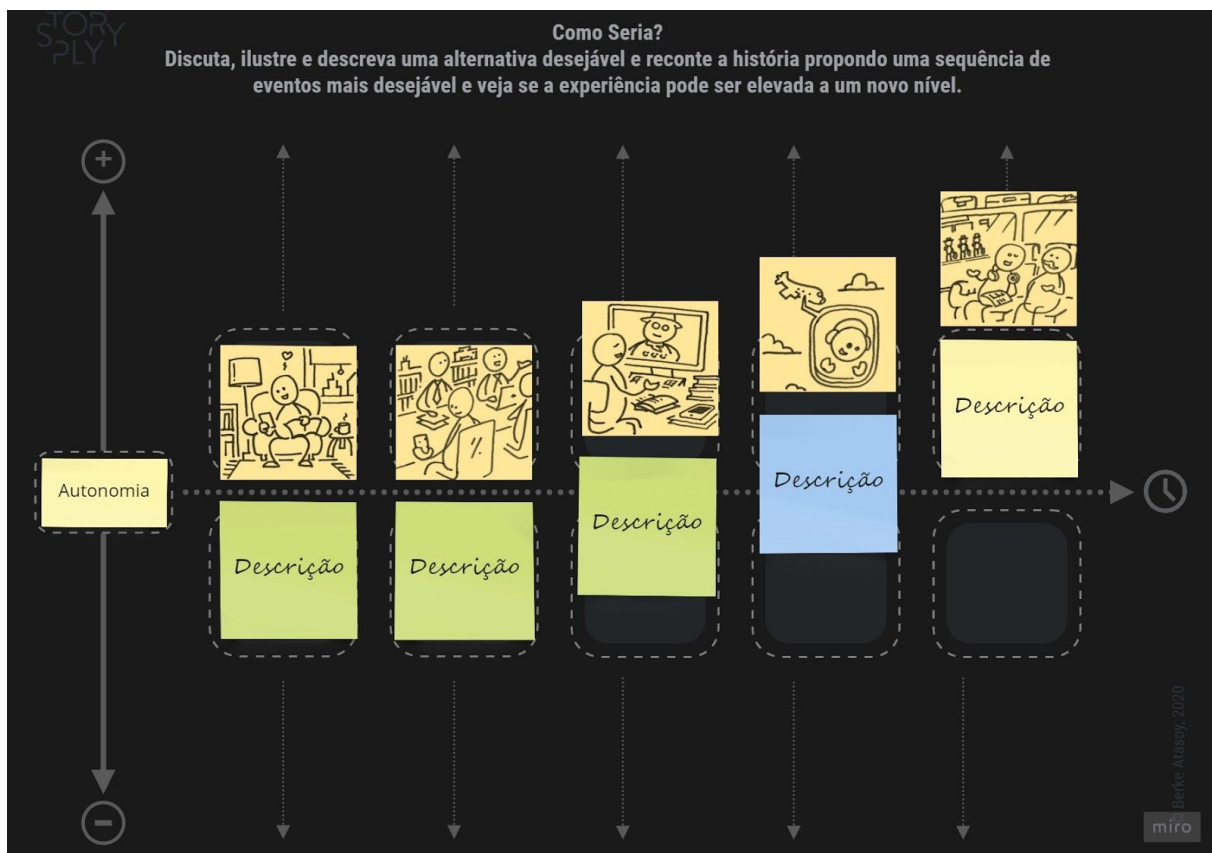 STORY
PLY
Como Seria?
Discuta, ilustre e descreva uma alternativa desejável e reconte a história propondo uma sequência de
eventos mais desejável e veja se a experiência pode ser elevada a um novo nível.
Autonomia
Descrição
Descrição
Descrição
Descrição
Descrição
© Berke Atasoy, 2020
miro